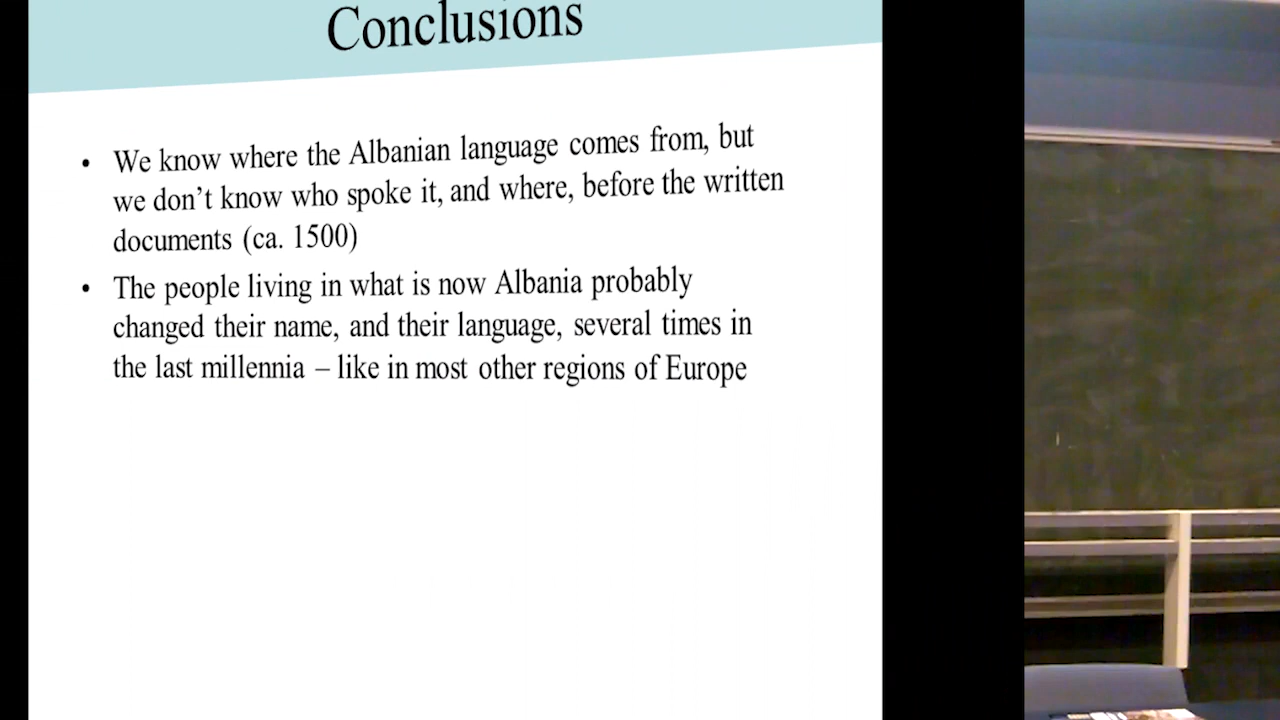 Conclusions
• We know where the Albanian language comes from, but
we don't know who spoke it, and where, before the written
documents (ca. 1500)
• The people living in what is now Albania probably
changed their name, and their language, several times in
the last millennia – like in most other regions of Europe